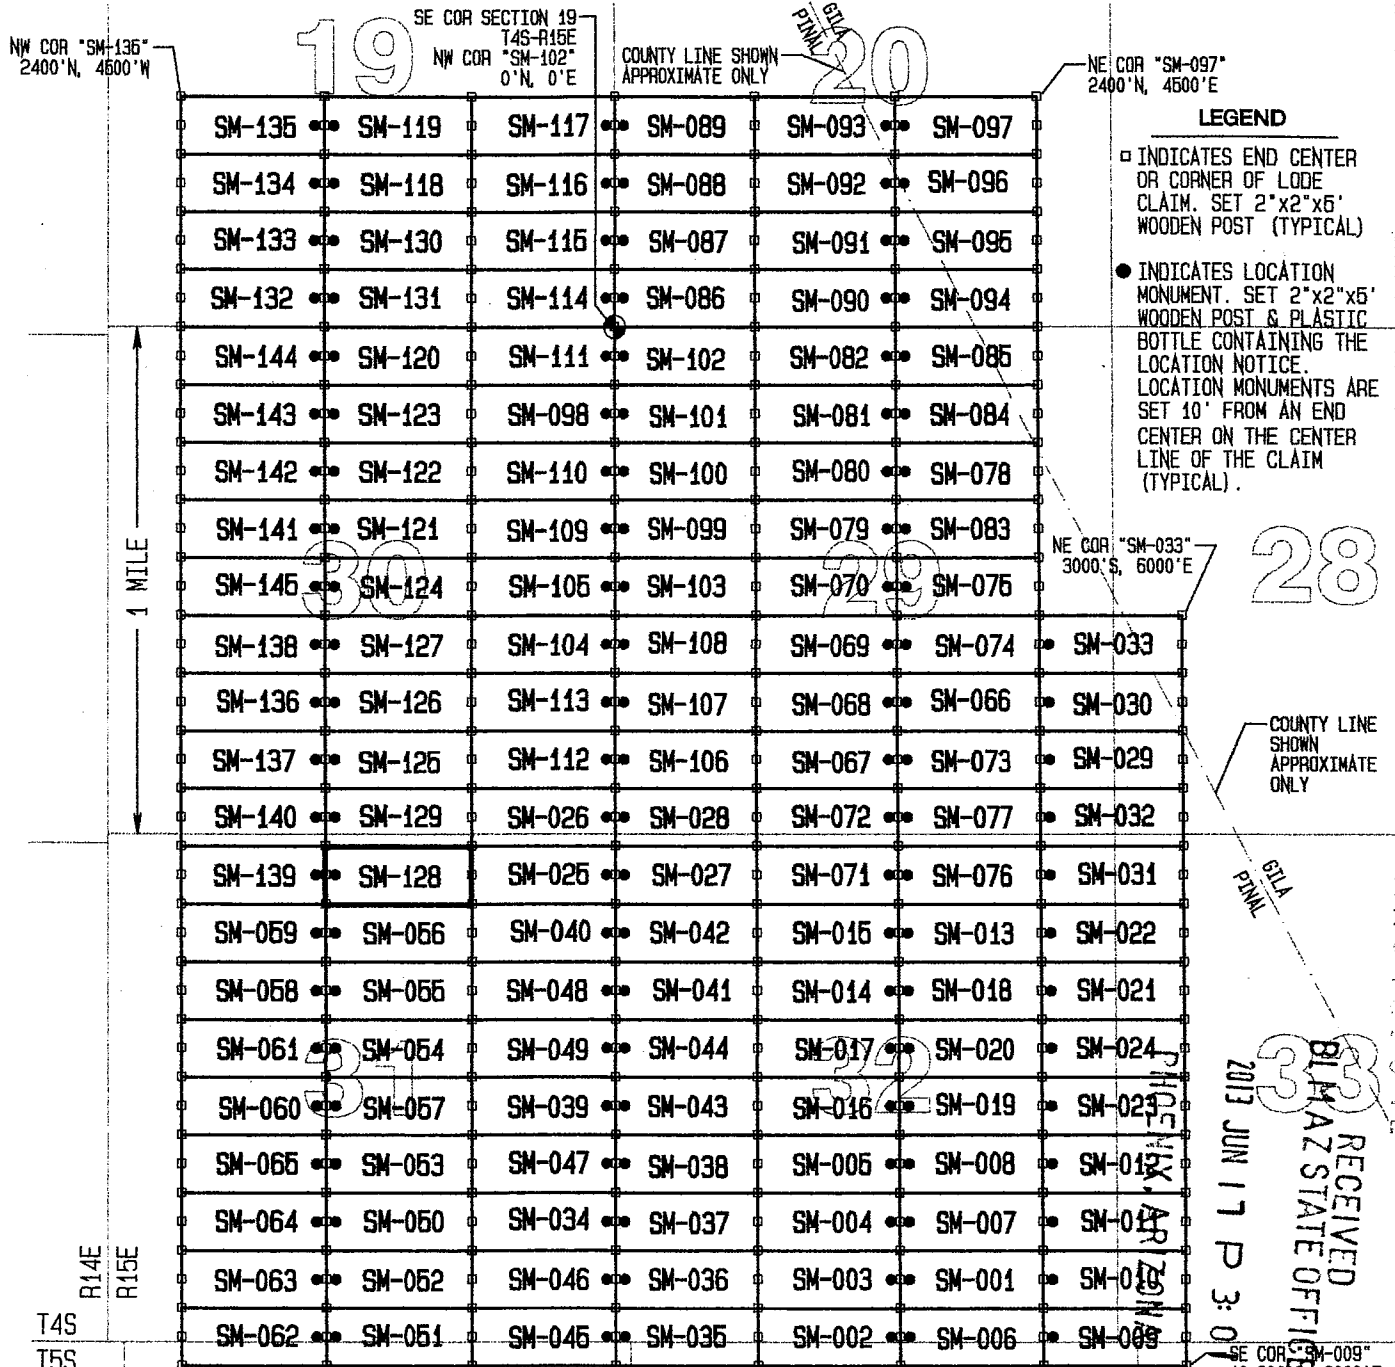 SE COR SECTION 19
T4S-R15E
NW COR "SM-102"
0'N, 0'E
NW COR "SM-135"
2400'N, 4500'W
19
COUNTY LINE SHOWN
APPROXIMATE ONLY
GILA
PINAL
20
NE COR "SM-097"
2400'N, 4500'E
LEGEND
INDICATES END CENTER
OR CORNER OF LODE
CLAIM. SET 2"x2"x5'
WOODEN POST (TYPICAL)
INDICATES LOCATION
MONUMENT. SET 2"x2"x5'
WOODEN POST & PLASTIC
BOTTLE CONTAINING THE
LOCATION NOTICE.
LOCATION MONUMENTS ARE
SET 10' FROM AN END
CENTER ON THE CENTER
LINE OF THE CLAIM
(TYPICAL).
SM-135 SM-119 SM-117 SM-089 SM-093 SM-097
SM-134 SM-118 SM-116 SM-088 SM-092 SM-096
SM-133 SM-130 SM-115 SM-087 SM-091 SM-095
SM-132 SM-131 SM-114 SM-086 SM-090 SM-094
SM-144 SM-120 SM-111 SM-102 SM-082 SM-085
SM-143 SM-123 SM-098 SM-101 SM-081 SM-084
SM-142 SM-122 SM-110 SM-100 SM-080 SM-078
SM-141 SM-121 SM-109 SM-099 SM-079 SM-083
SM-145 SM-124 SM-105 SM-103 SM-070 SM-075
1 MILE
30
29
NE COR "SM-033"
3000'S, 6000'E
28
SM-138 SM-127 SM-104 SM-108 SM-069 SM-074 SM-033
SM-136 SM-126 SM-113 SM-107 SM-068 SM-066 SM-030
SM-137 SM-125 SM-112 SM-106 SM-067 SM-073 SM-029
SM-140 SM-129 SM-026 SM-028 SM-072 SM-077 SM-032
COUNTY LINE
SHOWN
APPROXIMATE
ONLY
GILA
PINAL
SM-139 SM-128 SM-025 SM-027 SM-071 SM-076 SM-031
SM-059 SM-056 SM-040 SM-042 SM-015 SM-013 SM-022
SM-058 SM-055 SM-048 SM-041 SM-014 SM-018 SM-021
SM-061 SM-054 SM-049 SM-044 SM-017 SM-020 SM-024
SM-060 SM-057 SM-039 SM-043 SM-016 SM-019 SM-023
31
32
33
SM-065 SM-053 SM-047 SM-038 SM-005 SM-008
SM-064 SM-050 SM-034 SM-037 SM-004 SM-007
SM-063 SM-052 SM-046 SM-036 SM-003 SM-001
SM-062 SM-051 SM-045 SM-035 SM-002 SM-006 SM-009
R14E
R15E
T4S
T5S
RECEIVED
BLM AZ STATE OFFICE
2013 JUN 17 P 3:0
PHOENIX, ARIZONA
SE COR "SM-009"